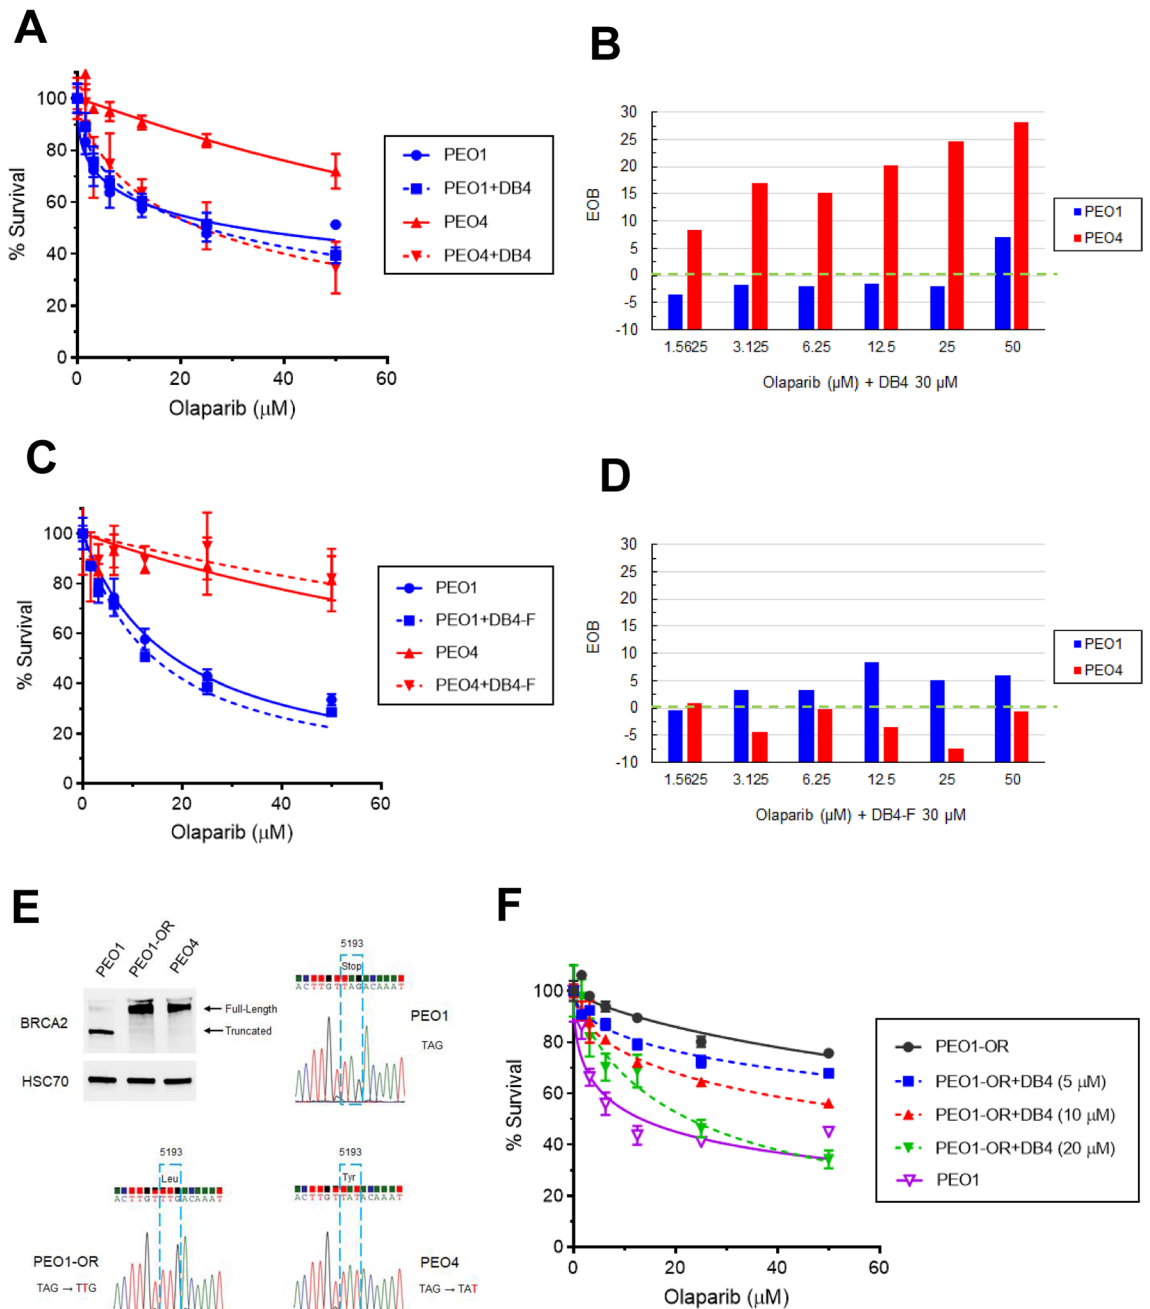 A
100
80
60
40
20
0
0
20
40
60
% Survival
Olaparib (µM)
PEO1
PEO1+DB4
PEO4
PEO4+DB4
B
30
25
20
15
10
5
0
-5
-10
EOB
1.5625
3.125
6.25
12.5
25
50
Olaparib (µM) + DB4 30 µM
PEO1
PEO4
C
100
80
60
40
20
0
0
20
40
60
% Survival
Olaparib (µM)
PEO1
PEO1+DB4-F
PEO4
PEO4+DB4-F
D
30
25
20
15
10
5
0
-5
-10
EOB
1.5625
3.125
6.25
12.5
25
50
Olaparib (µM) + DB4-F 30 µM
PEO1
PEO4
E
PEO1
PEO1-OR
PEO4
BRCA2
Full-Length
Truncated
HSC70
5193
Stop
ACTTGTTAGACAAAT
PEO1
TAG
5193
Leu
ACTTGTTTGACAAAT
PEO1-OR
TAG → TTG
5193
Tyr
ACTTGTTATACAAAT
PEO4
TAG → TAT
F
100
80
60
40
20
0
0
20
40
60
% Survival
Olaparib (µM)
PEO1-OR
PEO1-OR+DB4 (5 µM)
PEO1-OR+DB4 (10 µM)
PEO1-OR+DB4 (20 µM)
PEO1